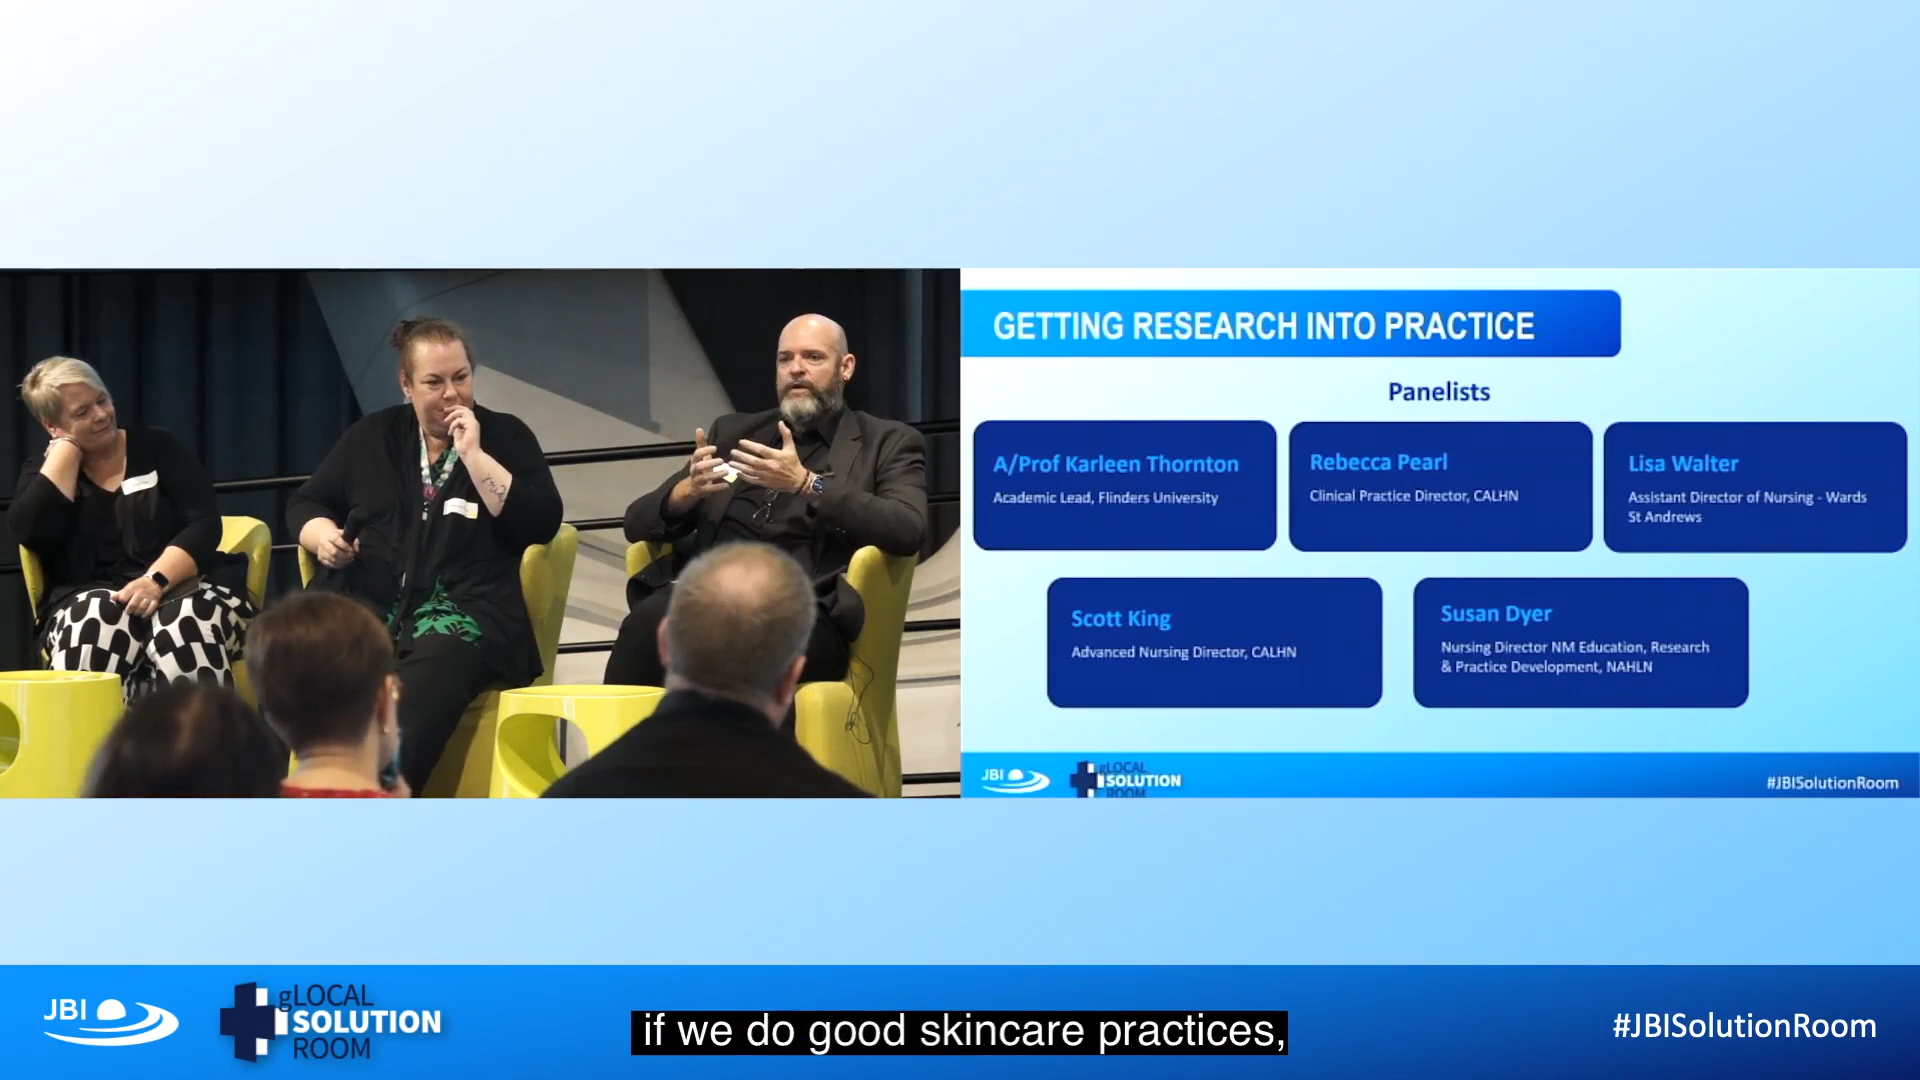 GETTING RESEARCH INTO PRACTICE
Panelists
A/Prof Karleen Thornton
Academic Lead, Flinders University
Rebecca Pearl
Clinical Practice Director, CALHN
Lisa Walter
Assistant Director of Nursing - Wards
St Andrews
Scott King
Advanced Nursing Director, CALHN
Susan Dyer
Nursing Director NM Education, Research
& Practice Development, NAHLN
JBI
gLOCAL
SOLUTION
ROOM
#JBISolutionRoom
JBI
gLOCAL
SOLUTION
ROOM
if we do good skincare practices,
#JBISolutionRoom